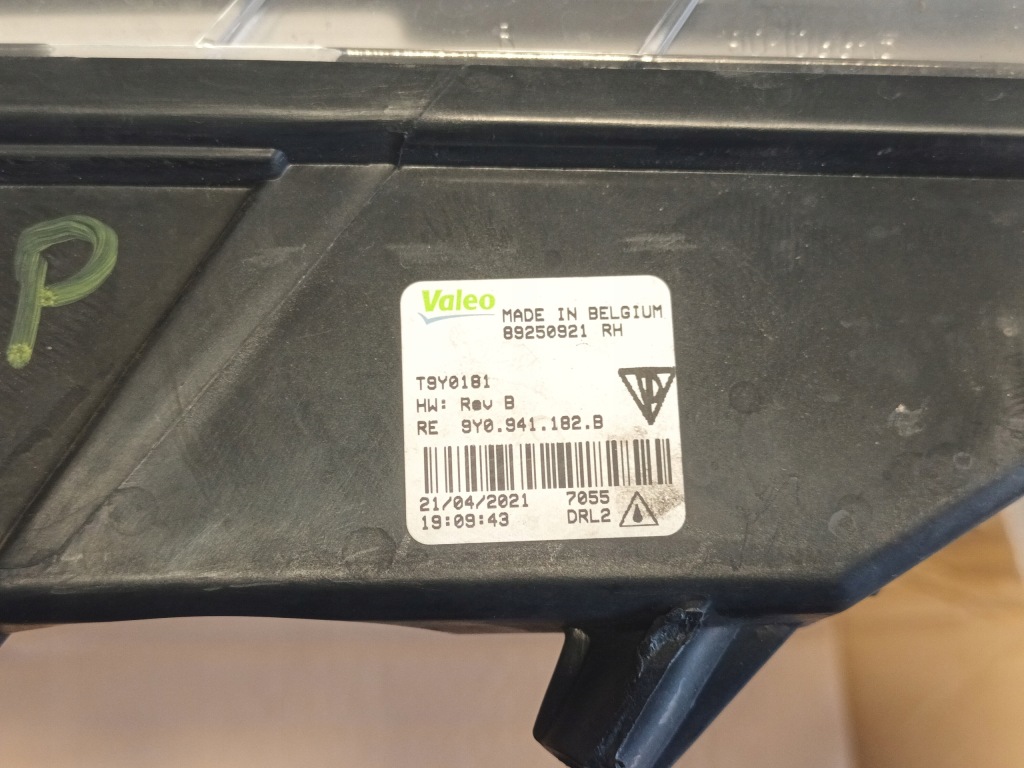 P
Valeo
MADE IN BELGIUM
89250921 RH
T9Y0181
HW: Rev B
RE 9Y0.941.182.B
21/04/2021 7055
19:09:43 DRL2